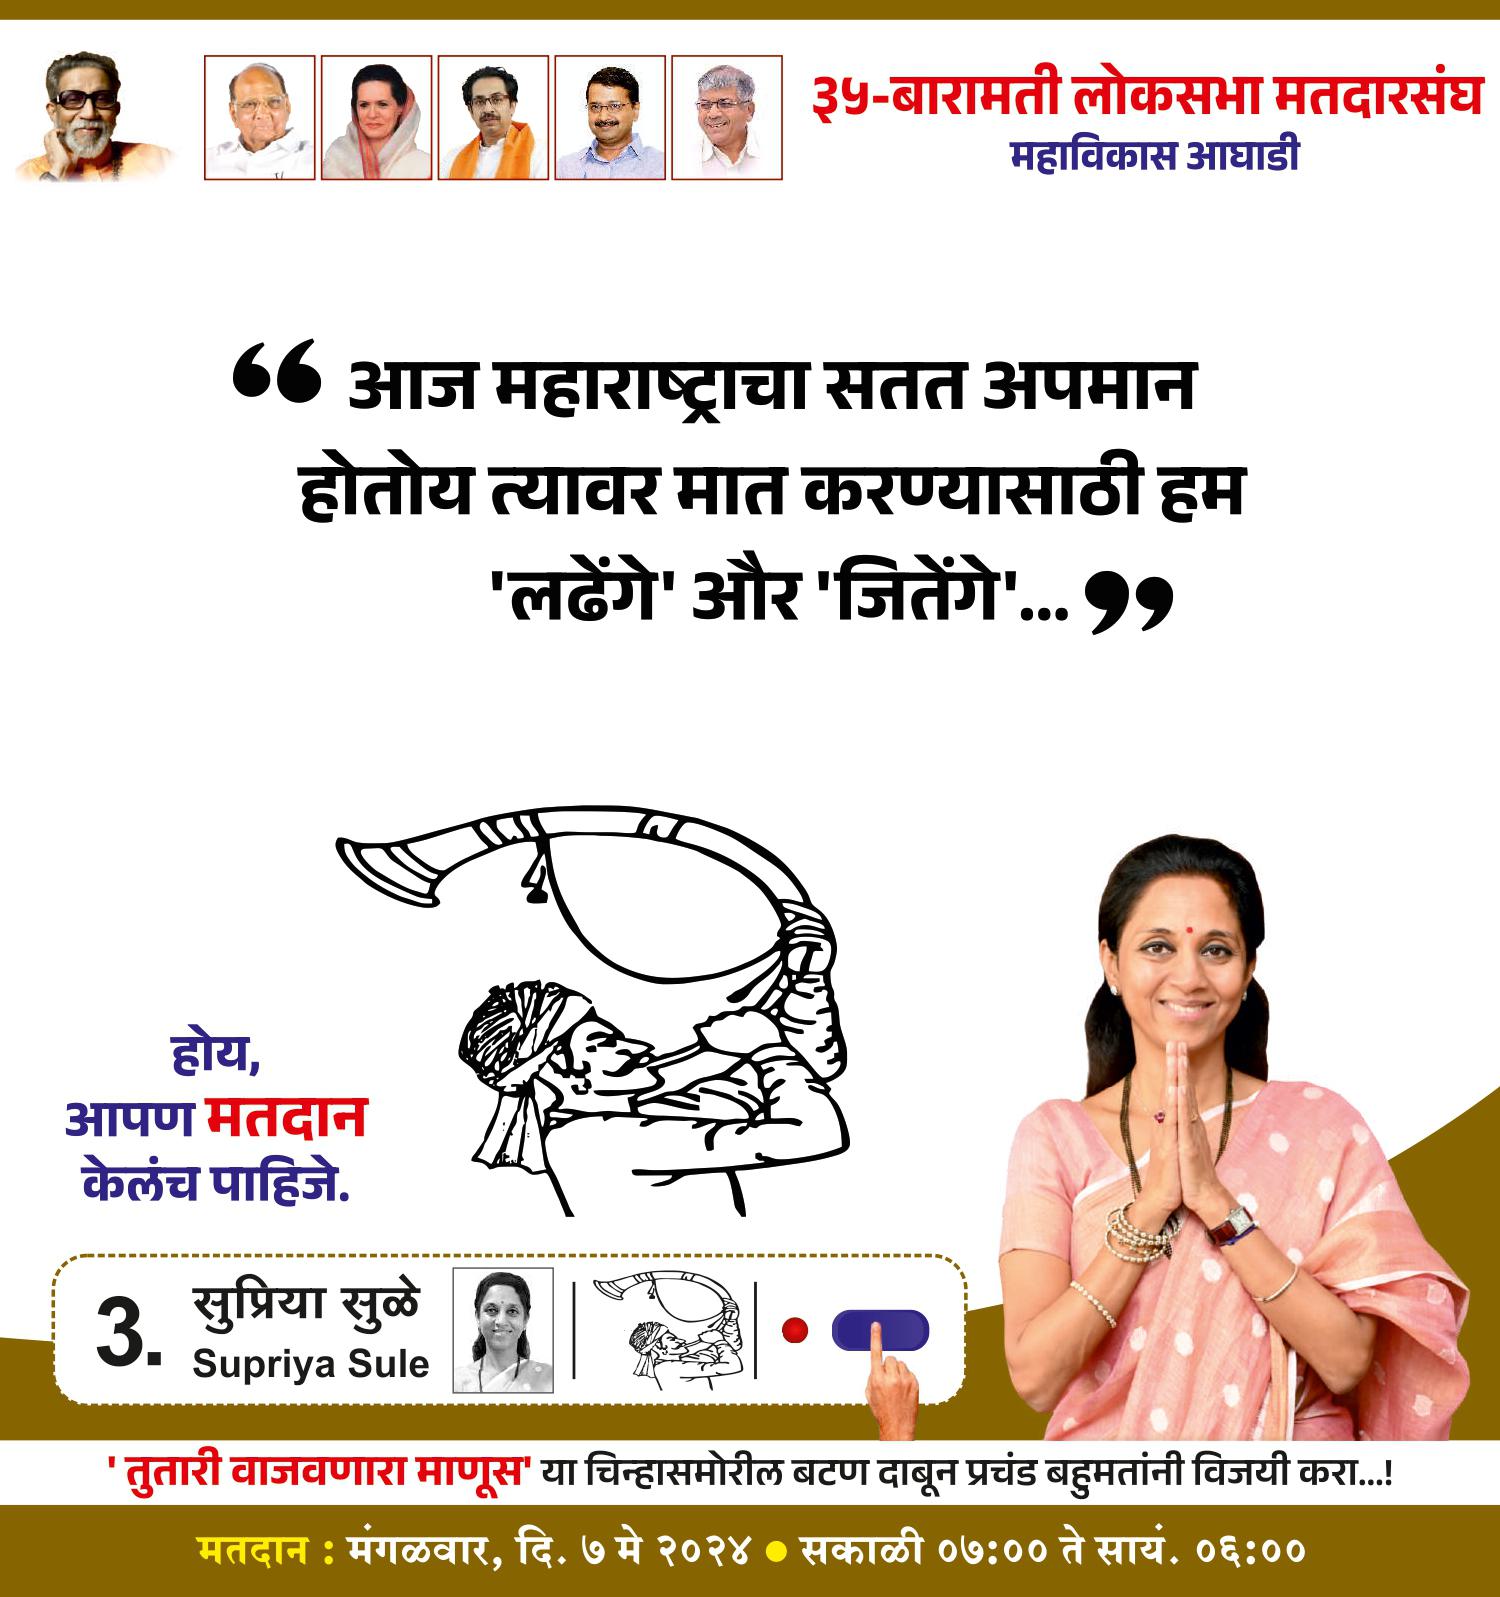 ३५-बारामती लोकसभा मतदारसंघ
महाविकास आघाडी
“ आज महाराष्ट्राचा सतत अपमान
होतोय त्यावर मात करण्यासाठी हम
'लढेंगे' और 'जितेंगे'... ”
होय,
आपण मतदान
केलंच पाहिजे.
3. सुप्रिया सुळे
Supriya Sule
' तुतारी वाजवणारा माणूस' या चिन्हासमोरील बटण दाबून प्रचंड बहुमतांनी विजयी करा...!
मतदान : मंगळवार, दि. ७ मे २०२४ ● सकाळी ०७:०० ते सायं. ०६:००